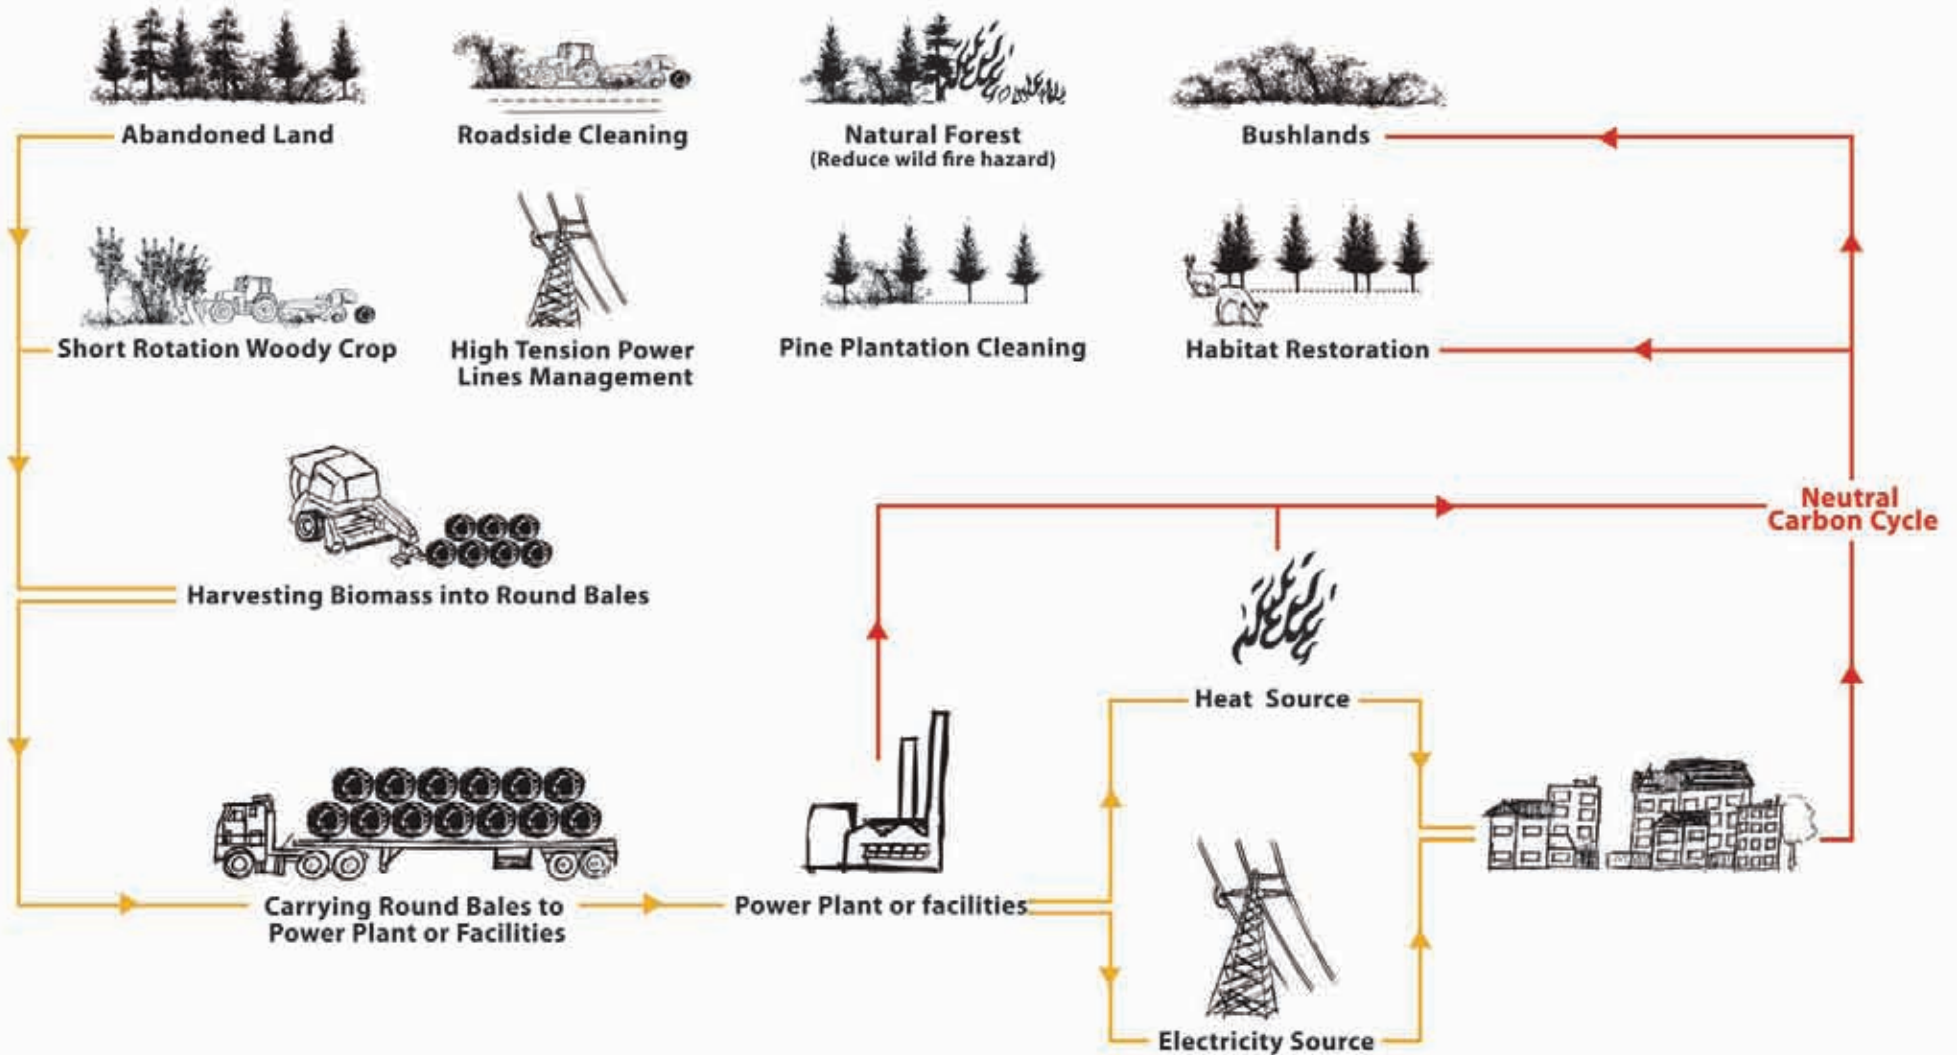 Abandoned Land
Roadside Cleaning
Natural Forest
(Reduce wild fire hazard)
Bushlands
Short Rotation Woody Crop
High Tension Power
Lines Management
Pine Plantation Cleaning
Habitat Restoration
Harvesting Biomass into Round Bales
Neutral
Carbon Cycle
Heat Source
Carrying Round Bales to
Power Plant or Facilities
Power Plant or facilities
Electricity Source